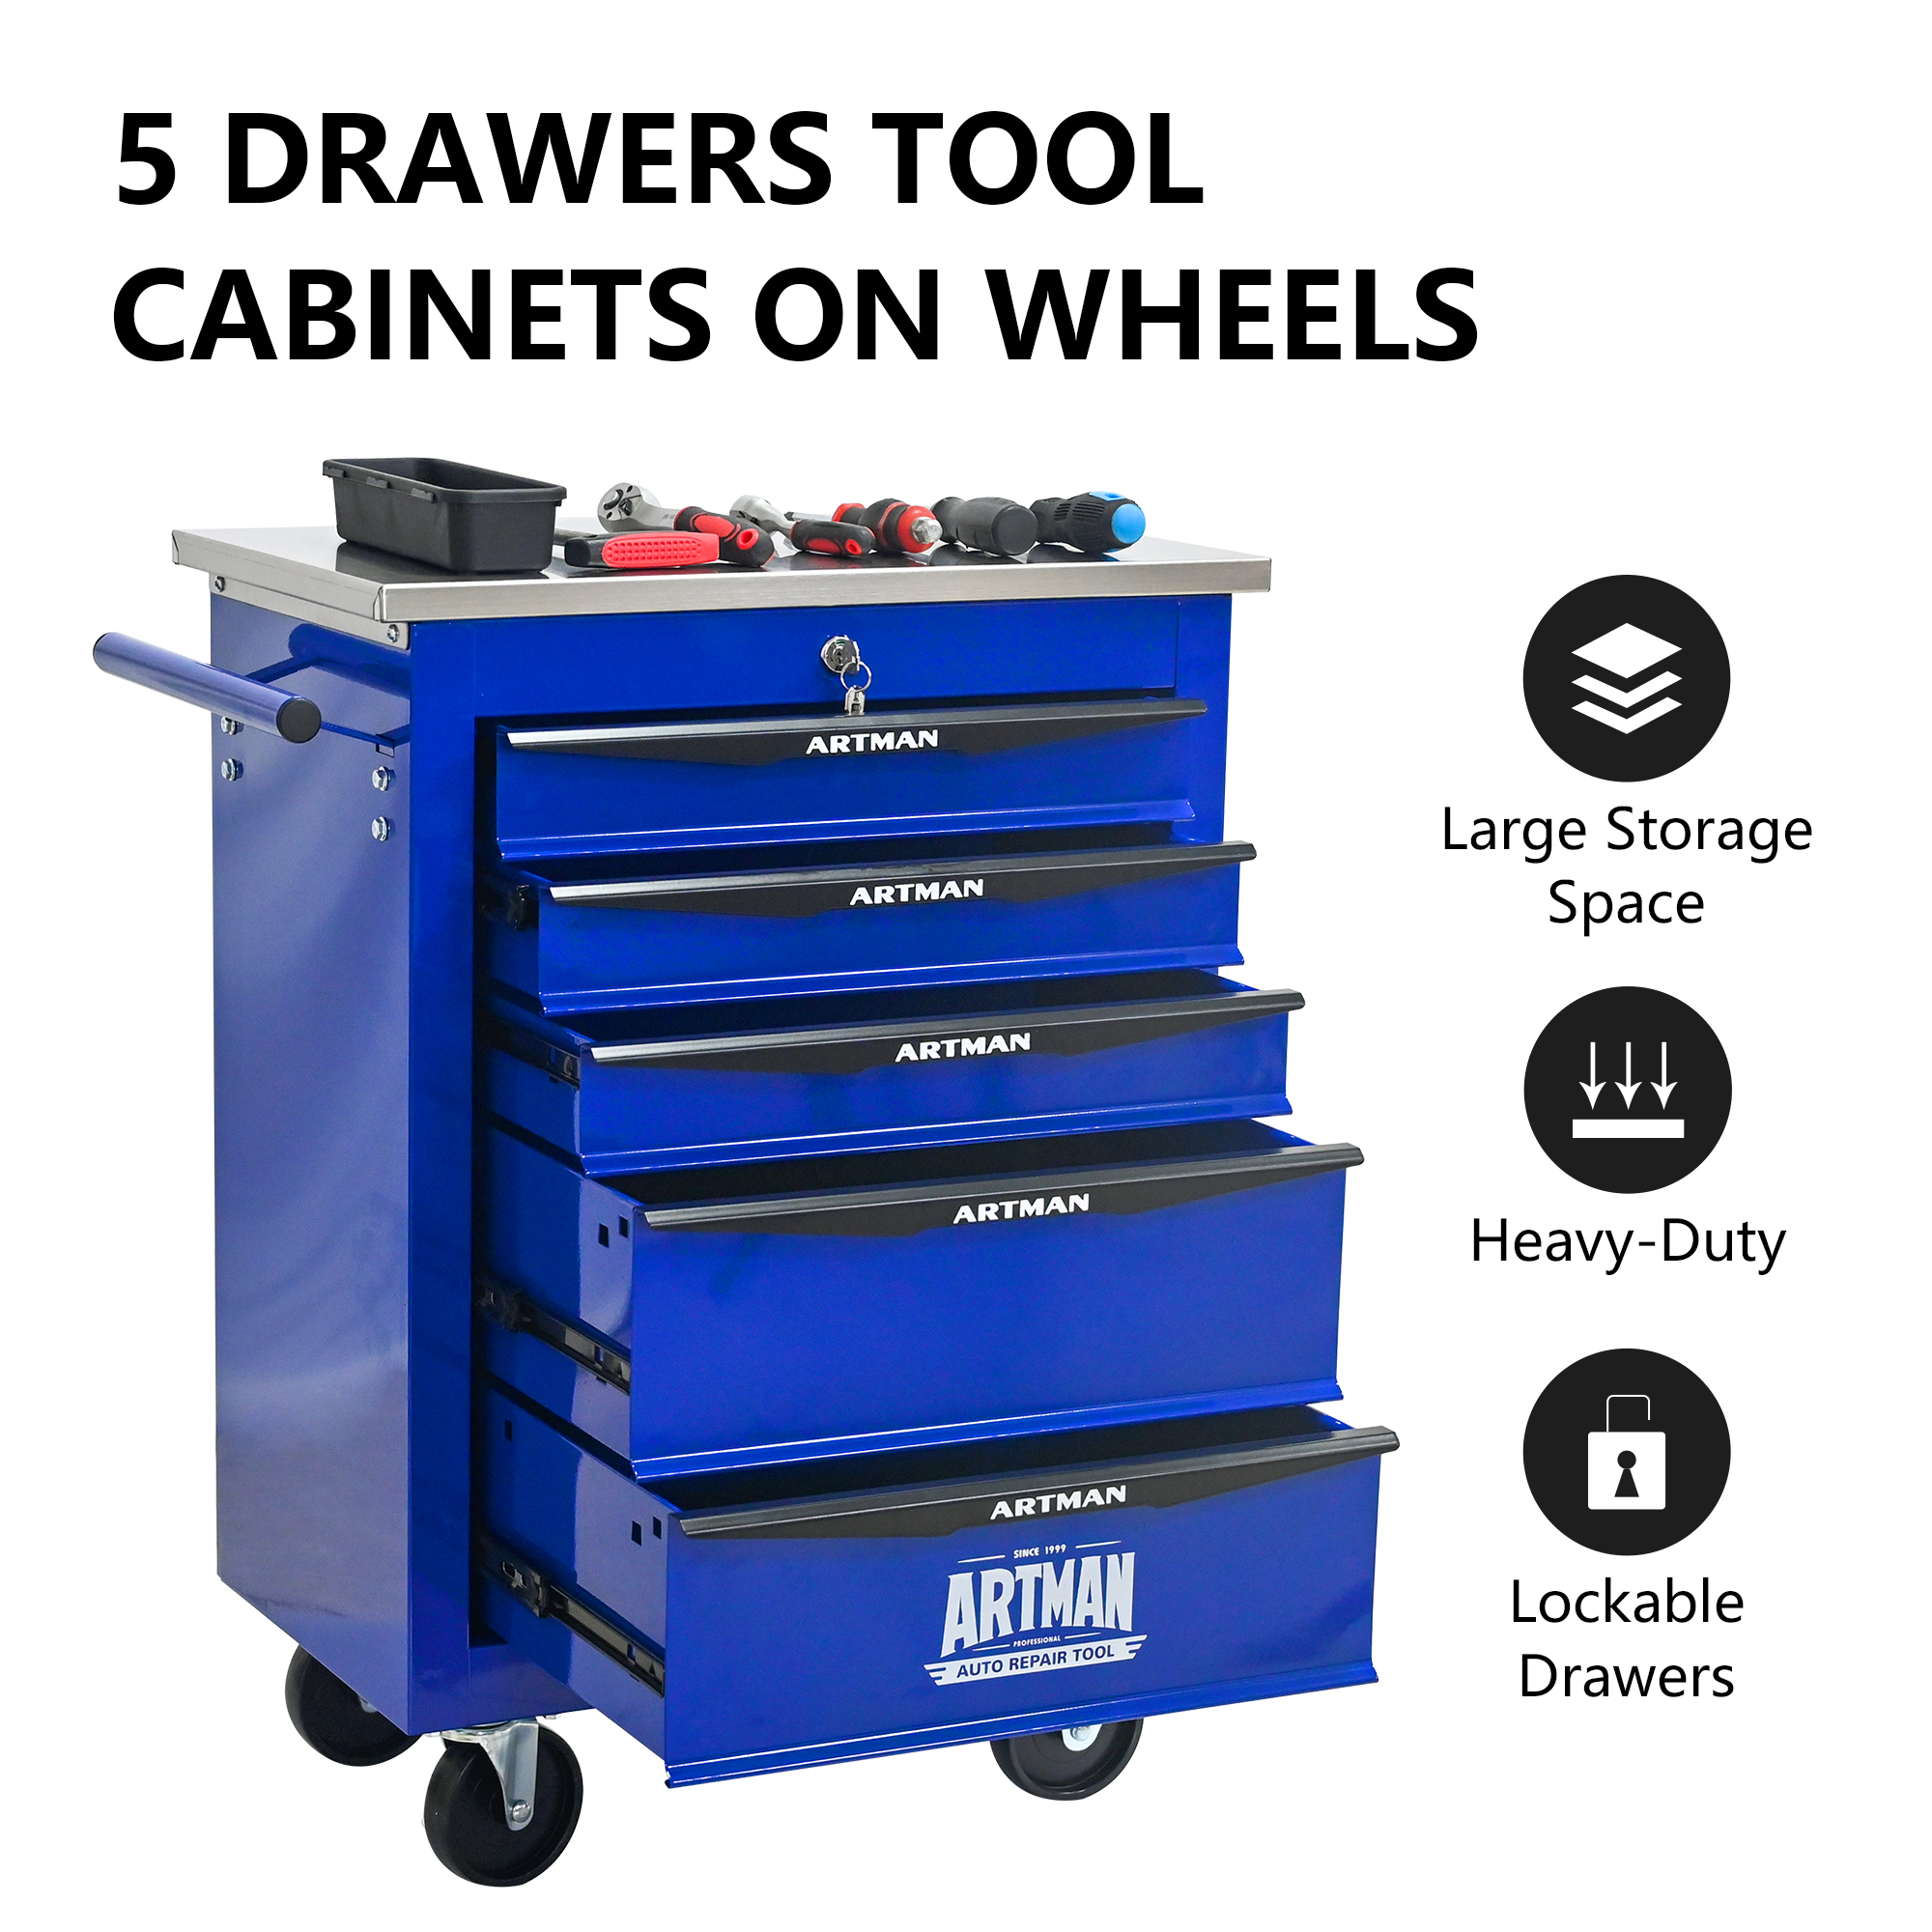 5 DRAWERS TOOL
CABINETS ON WHEELS
Large Storage
Space
Heavy-Duty
Lockable
Drawers
ARTMAN
ARTMAN
ARTMAN
ARTMAN
ARTMAN
SINCE 1999
ARTMAN
PROFESSIONAL
AUTO REPAIR TOOL